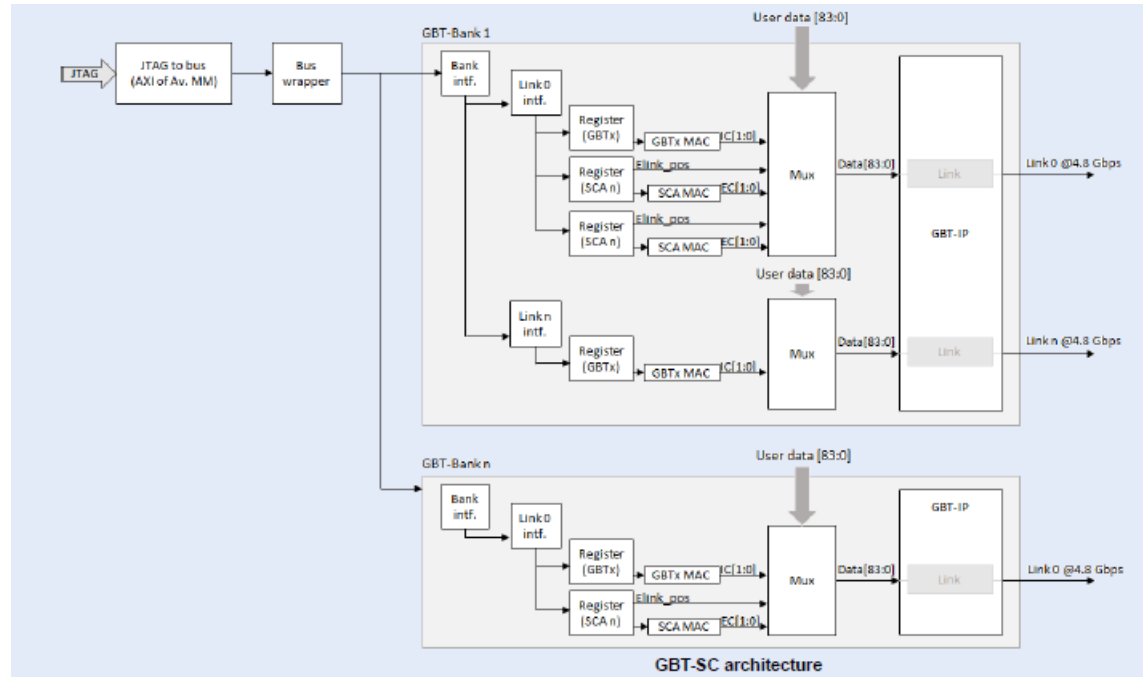 User data [83:0]
GBT-Bank 1
JTAG
JTAG to bus
(AXI of Av. MM)
Bus
wrapper
Bank
intf.
Link 0
intf.
Register
(GBTx)
GBTx MAC
IC[1:0]
Elink_pos
Register
(SCA n)
SCA MAC
EC[1:0]
Elink_pos
Register
(SCA n)
SCA MAC
EC[1:0]
Mux
Data[83:0]
Link
Link 0 @4.8 Gbps
GBT-IP
User data [83:0]
Link n
intf.
Register
(GBTx)
GBTx MAC
IC[1:0]
Mux
Data[83:0]
Link
Link n @4.8 Gbps
User data [83:0]
GBT-Bank n
Bank
intf.
Link 0
intf.
Register
(GBTx)
GBTx MAC
IC[1:0]
Elink_pos
Register
(SCA n)
SCA MAC
EC[1:0]
Mux
Data[83:0]
GBT-IP
Link
Link 0 @4.8 Gbps
GBT-SC architecture